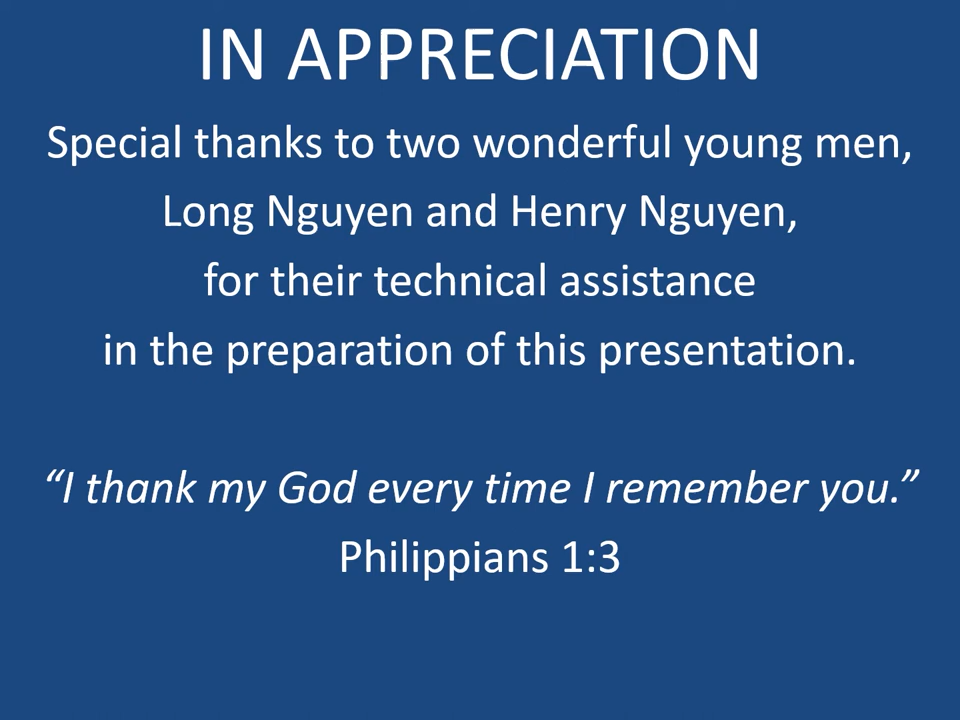 IN APPRECIATION
Special thanks to two wonderful young men,
Long Nguyen and Henry Nguyen,
for their technical assistance
in the preparation of this presentation.
“I thank my God every time I remember you.”
Philippians 1:3